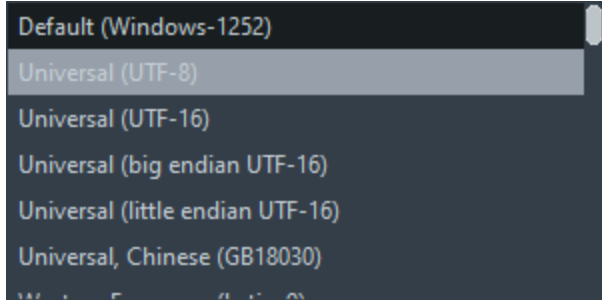 Default (Windows-1252)
Universal (UTF-8)
Universal (UTF-16)
Universal (big endian UTF-16)
Universal (little endian UTF-16)
Universal, Chinese (GB18030)